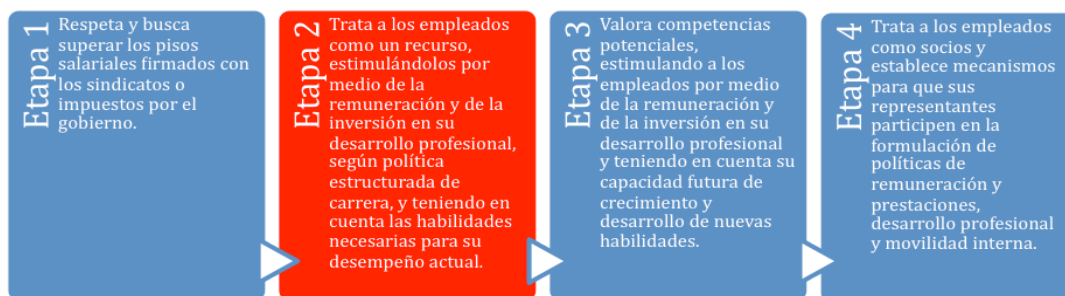 Etapa 1
Respeta y busca
superar los pisos
salariales firmados con
los sindicatos o
impuestos por el
gobierno.
Etapa 2
Trata a los empleados
como un recurso,
estimulándolos por
medio de la
remuneración y de la
inversión en su
desarrollo profesional,
según política
estructurada de
carrera, y teniendo en
cuenta las habilidades
necesarias para su
desempeño actual.
Etapa 3
Valora competencias
potenciales,
estimulando a los
empleados por medio
de la remuneración y
de la inversión en su
desarrollo profesional
y teniendo en cuenta su
capacidad futura de
crecimiento y
desarrollo de nuevas
habilidades.
Etapa 4
Trata a los empleados
como socios y
establece mecanismos
para que sus
representantes
participen en la
formulación de
políticas de
remuneración y
prestaciones,
desarrollo profesional
y movilidad interna.